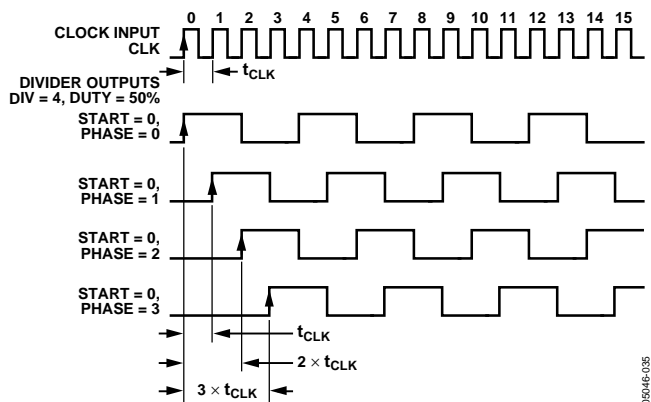 0 1 2 3 4 5 6 7 8 9 10 11 12 13 14 15
CLOCK INPUT
CLK
tCLK
DIVIDER OUTPUTS
DIV = 4, DUTY = 50%
START = 0,
PHASE = 0
START = 0,
PHASE = 1
START = 0,
PHASE = 2
START = 0,
PHASE = 3
tCLK
2 × tCLK
3 × tCLK
05046-035